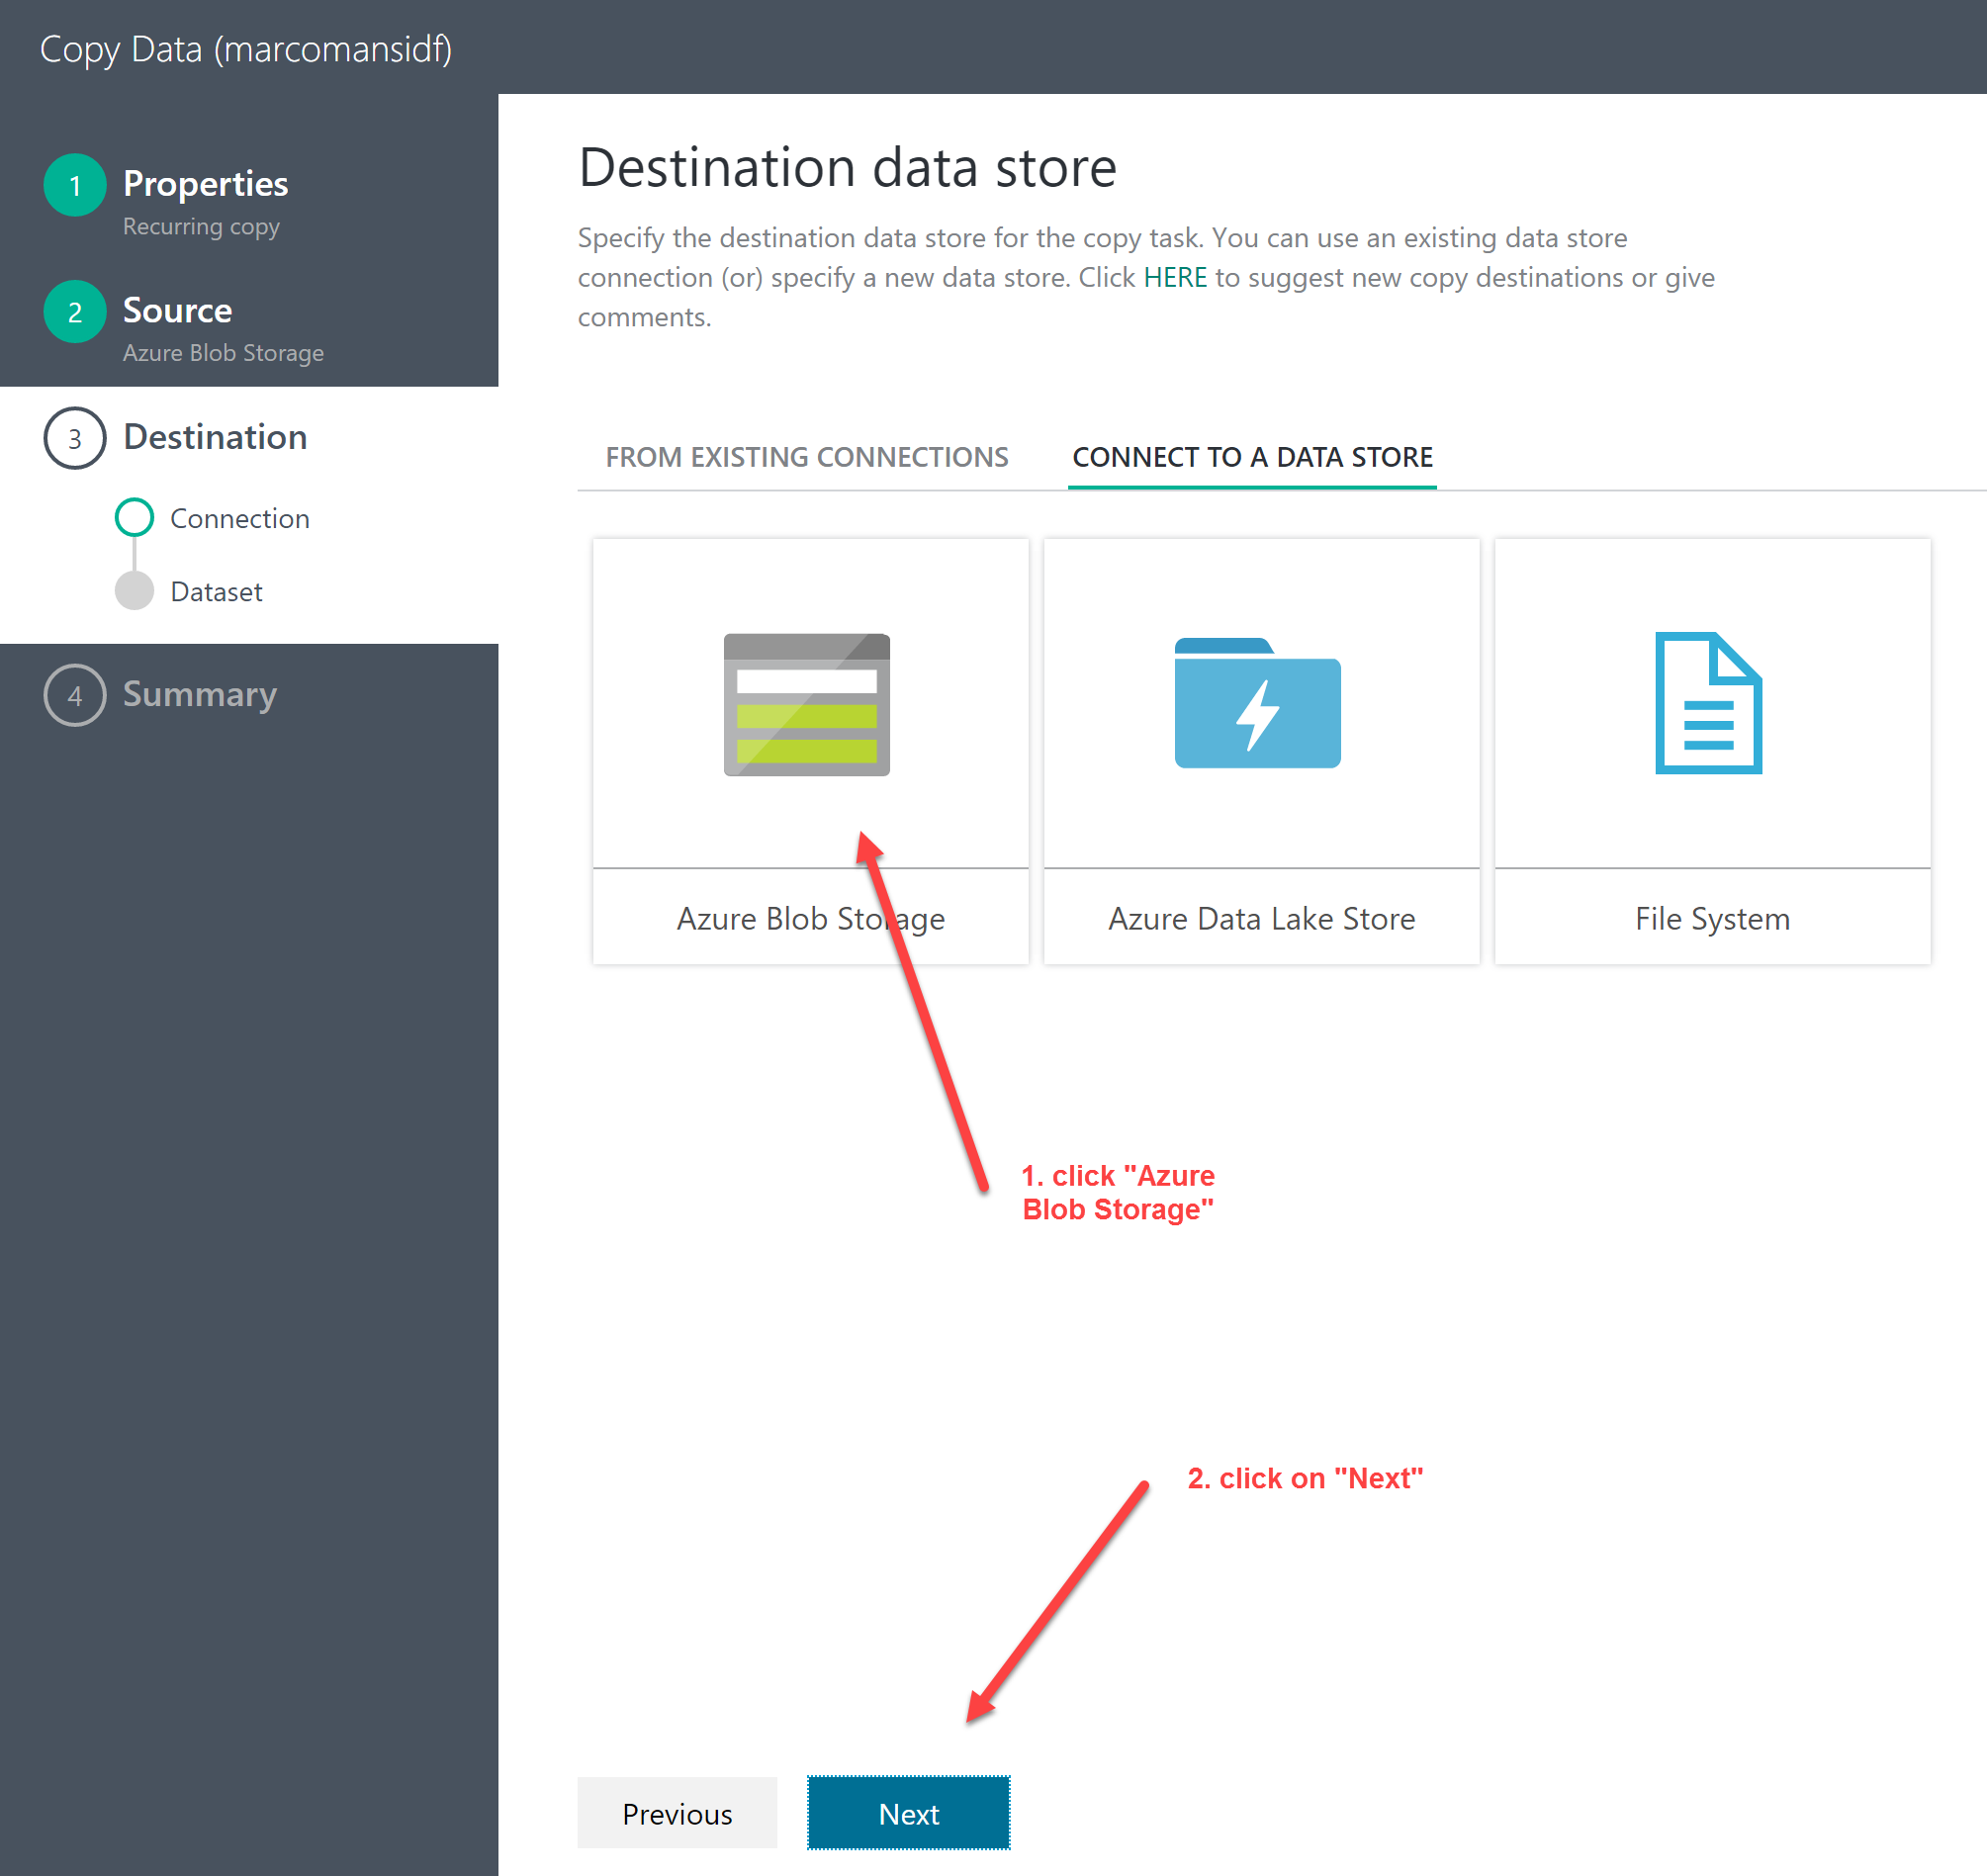 Copy Data (marcomansidf)
1 Properties
Recurring copy
2 Source
Azure Blob Storage
3 Destination
Connection
Dataset
4 Summary
Destination data store
Specify the destination data store for the copy task. You can use an existing data store
connection (or) specify a new data store. Click HERE to suggest new copy destinations or give
comments.
FROM EXISTING CONNECTIONS CONNECT TO A DATA STORE
Azure Blob Storage Azure Data Lake Store File System
1. click "Azure
Blob Storage"
2. click on "Next"
Previous Next